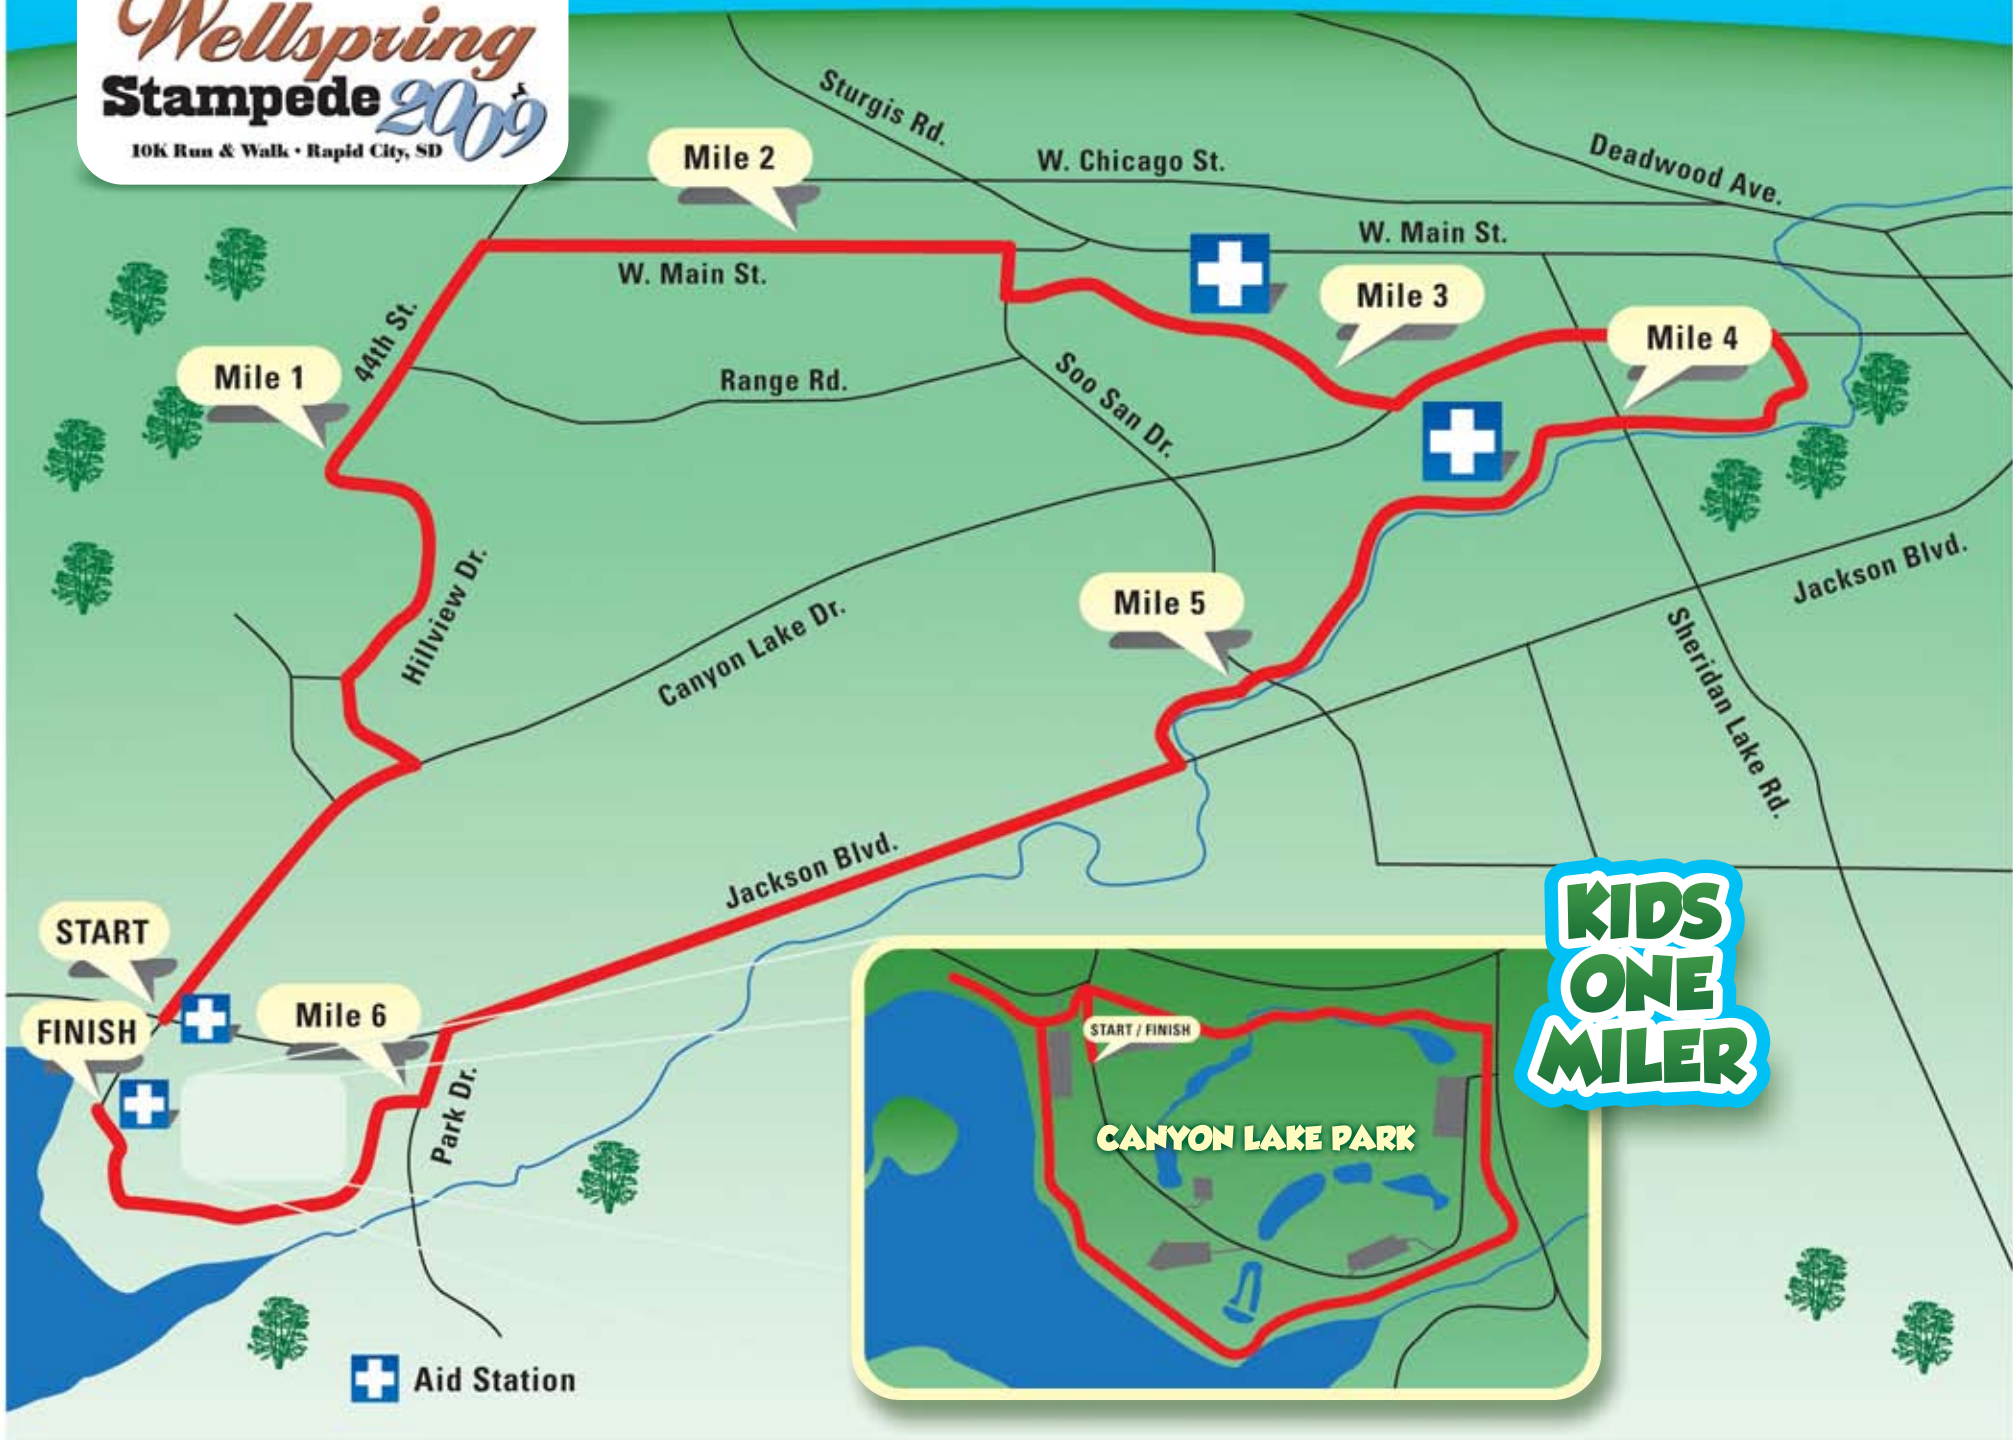 Wellspring
Stampede 2009
10K Run & Walk • Rapid City, SD
Sturgis Rd.
Deadwood Ave.
Mile 2
W. Chicago St.
W. Main St.
W. Main St.
Mile 3
Mile 4
44th St.
Mile 1
Range Rd.
Soo San Dr.
Hillview Dr.
Canyon Lake Dr.
Mile 5
Jackson Blvd.
Sheridan Lake Rd.
Jackson Blvd.
START
FINISH
Mile 6
Park Dr.
KIDS
ONE
MILER
START / FINISH
CANYON LAKE PARK
Aid Station